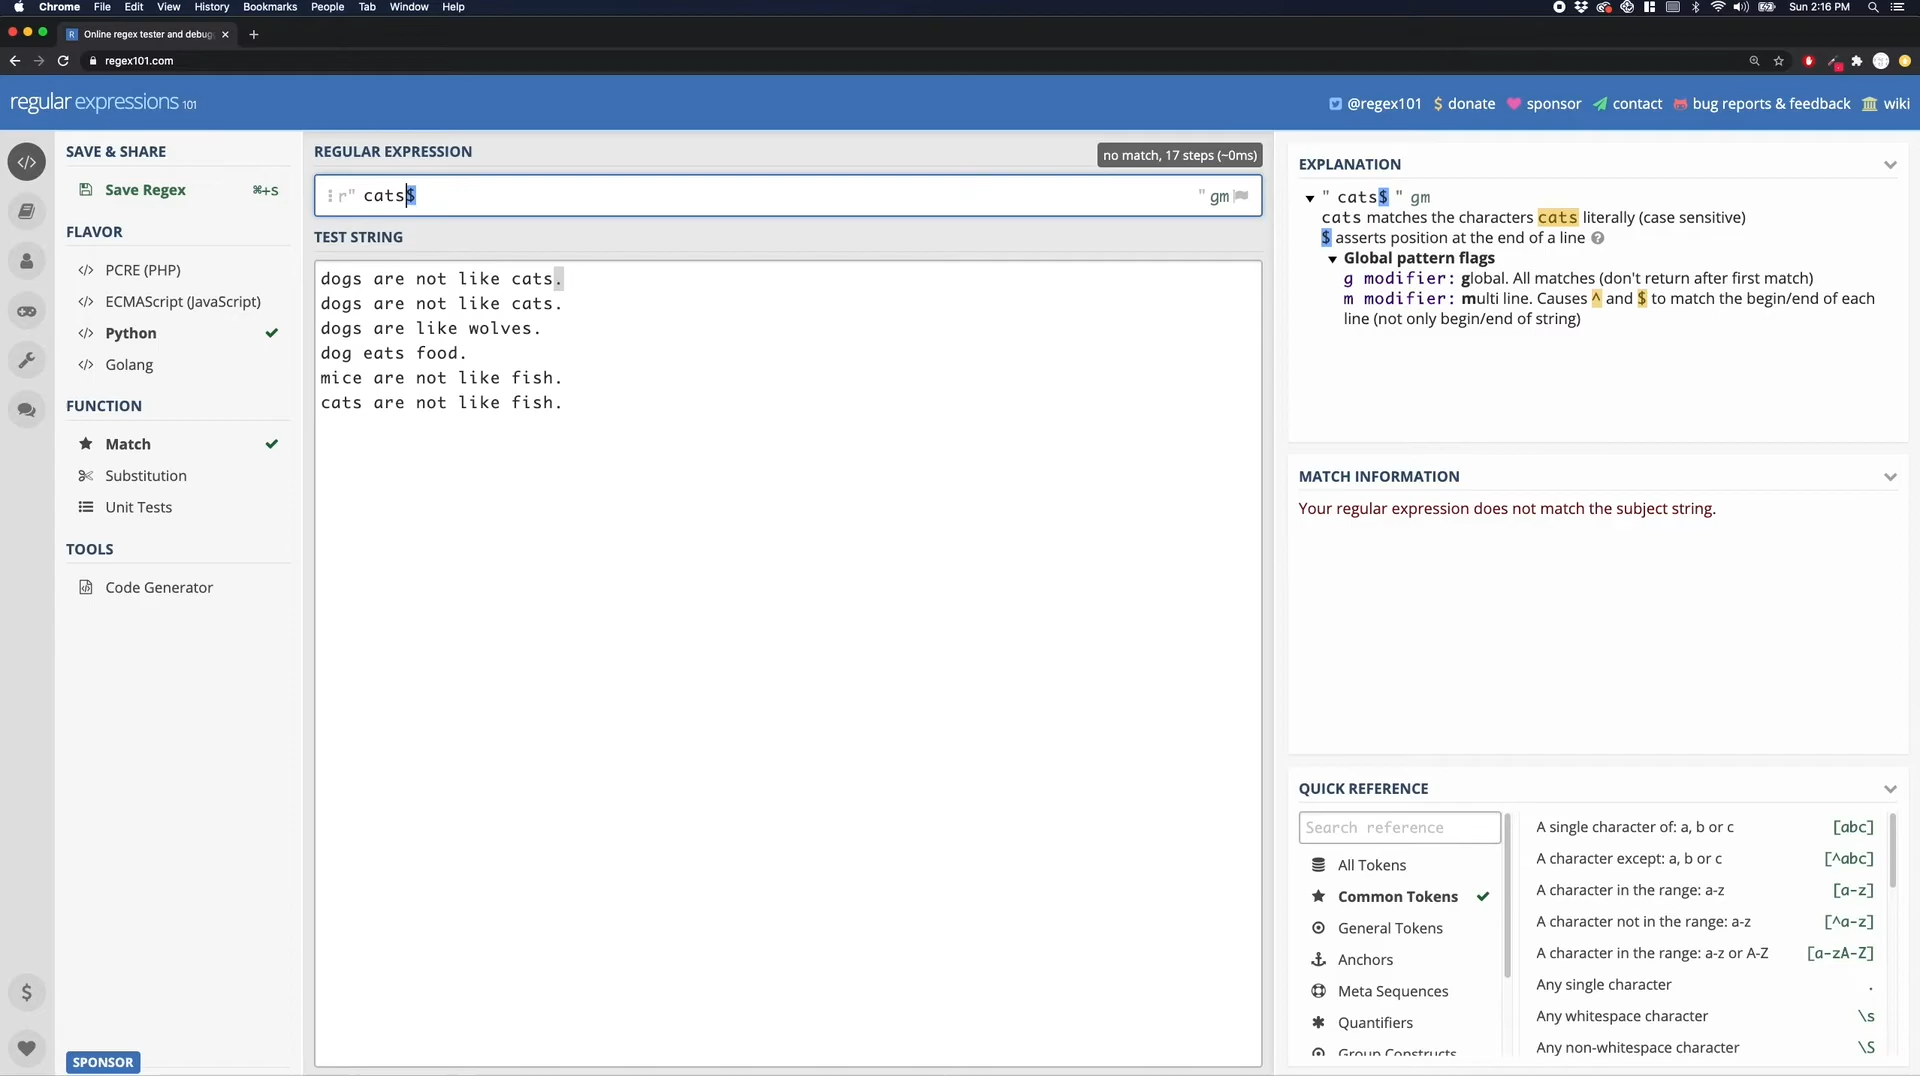 Chrome File Edit View History Bookmarks People Tab Window Help Sun 2:16 PM
Online regex tester and debug
regex101.com
regular expressions 101
@regex101 $ donate sponsor contact bug reports & feedback wiki
SAVE & SHARE
Save Regex ⌘+s
FLAVOR
</> PCRE (PHP)
</> ECMAScript (JavaScript)
</> Python
</> Golang
FUNCTION
Match
Substitution
Unit Tests
TOOLS
Code Generator
SPONSOR
REGULAR EXPRESSION
no match, 17 steps (~0ms)
r" cats$ " gm
TEST STRING
dogs are not like cats.
dogs are not like cats.
dogs are like wolves.
dog eats food.
mice are not like fish.
cats are not like fish.
EXPLANATION
" cats$ " gm
cats matches the characters cats literally (case sensitive)
$ asserts position at the end of a line
Global pattern flags
g modifier: global. All matches (don't return after first match)
m modifier: multi line. Causes ^ and $ to match the begin/end of each
line (not only begin/end of string)
MATCH INFORMATION
Your regular expression does not match the subject string.
QUICK REFERENCE
Search reference
All Tokens
Common Tokens
General Tokens
Anchors
Meta Sequences
Quantifiers
Group Constructs
A single character of: a, b or c [abc]
A character except: a, b or c [^abc]
A character in the range: a-z [a-z]
A character not in the range: a-z [^a-z]
A character in the range: a-z or A-Z [a-zA-Z]
Any single character .
Any whitespace character \s
Any non-whitespace character \S